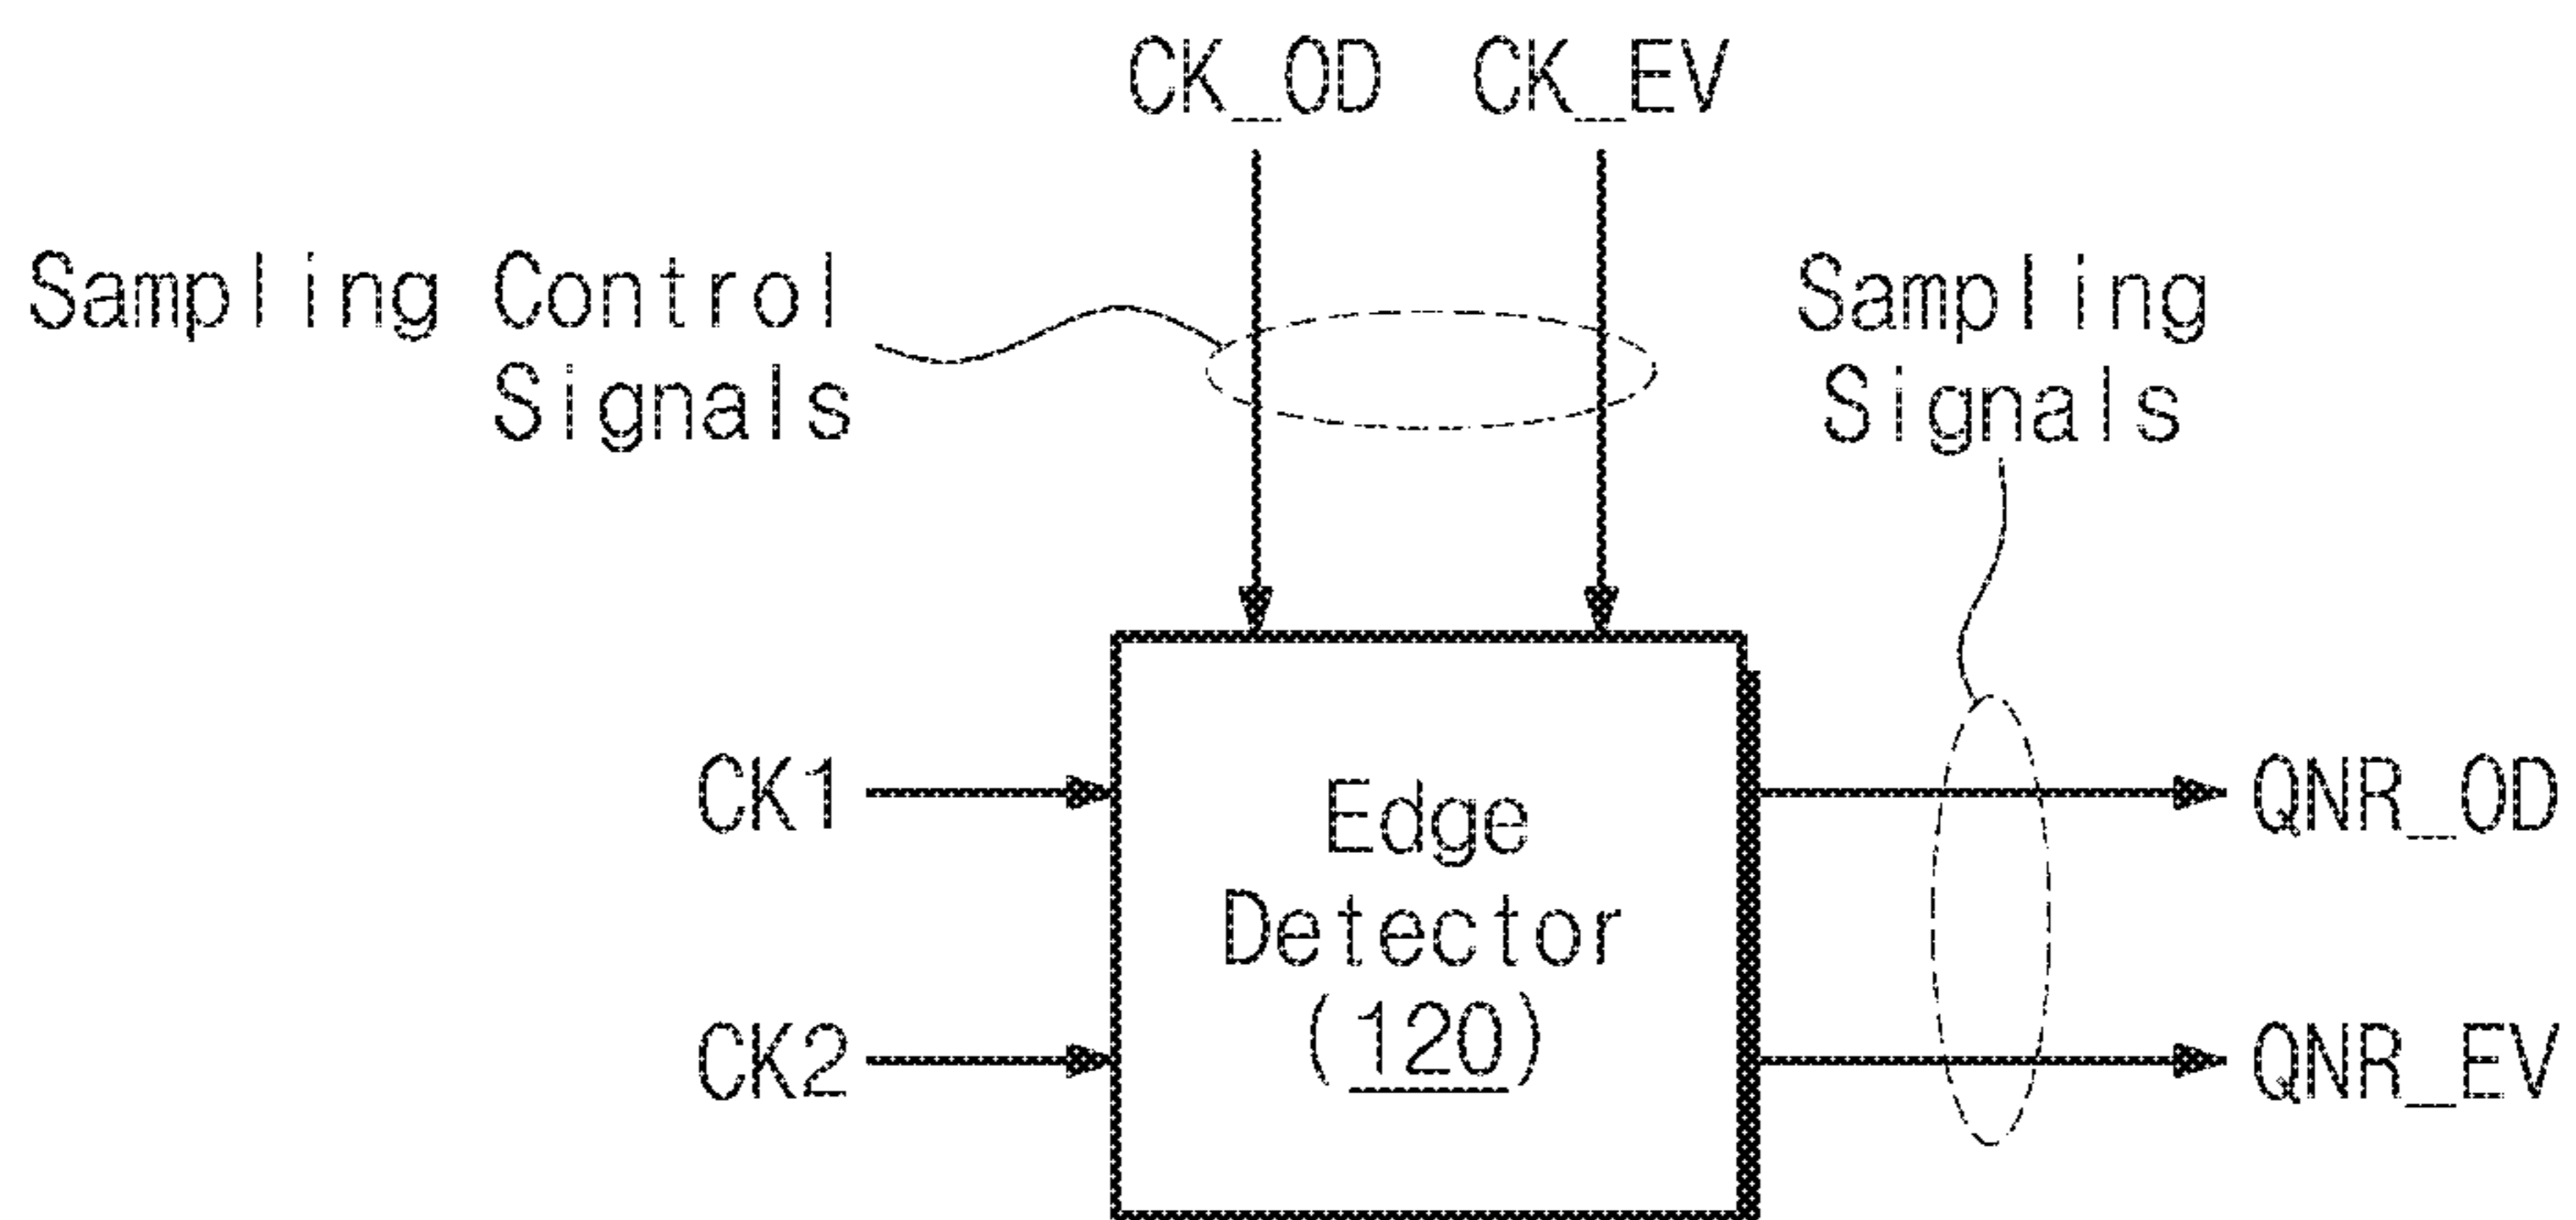 CK_OD CK_EV
Sampling Control
Signals
Sampling
Signals
CK1
CK2
Edge
Detector
(120)
QNR_OD
QNR_EV